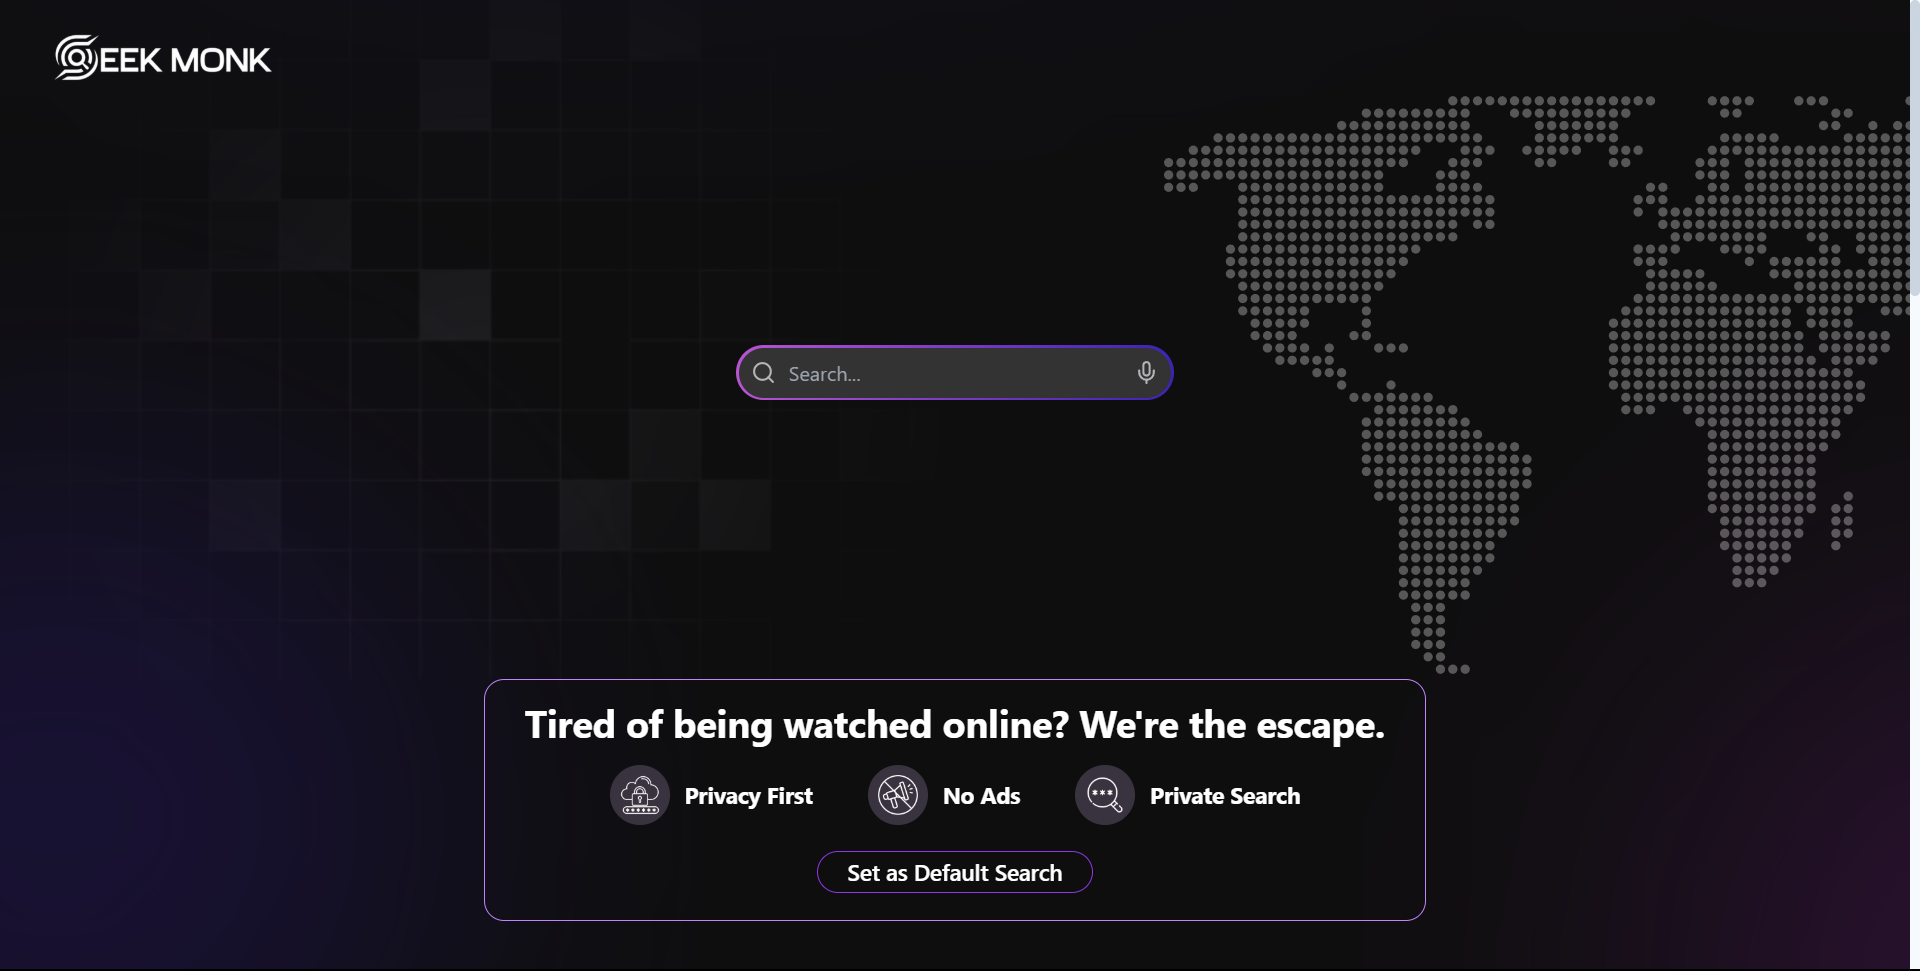 SEEK MONK
Search...
Tired of being watched online? We're the escape.
Privacy First
No Ads
Private Search
Set as Default Search